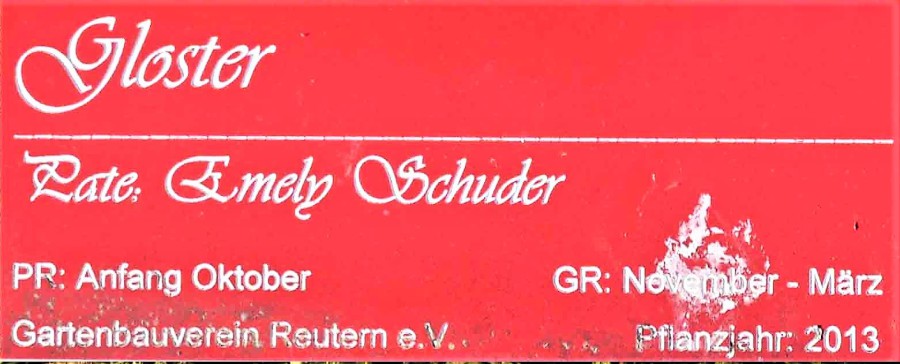 Gloster
Pate: Emely Schuder
PR: Anfang Oktober GR: November - März
Gartenbauverein Reutern e.V. Pflanzjahr: 2013